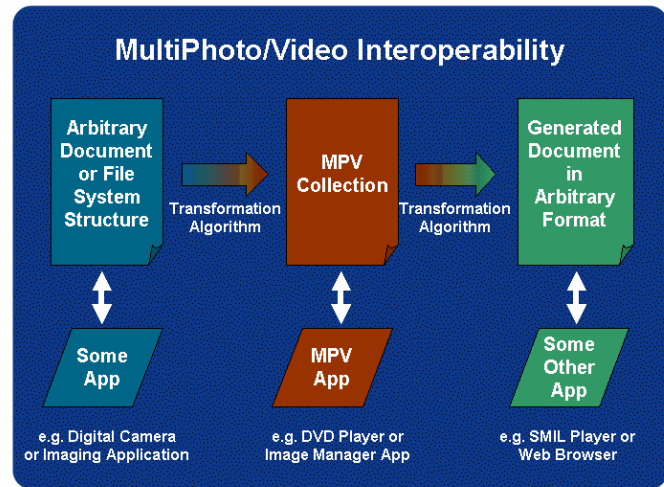 MultiPhoto/Video Interoperability
Arbitrary
Document
or File
System
Structure
Transformation
Algorithm
MPV
Collection
Transformation
Algorithm
Generated
Document
in
Arbitrary
Format
Some
App
MPV
App
Some
Other
App
e.g. Digital Camera
or Imaging Application
e.g. DVD Player or
Image Manager App
e.g. SMIL Player or
Web Browser